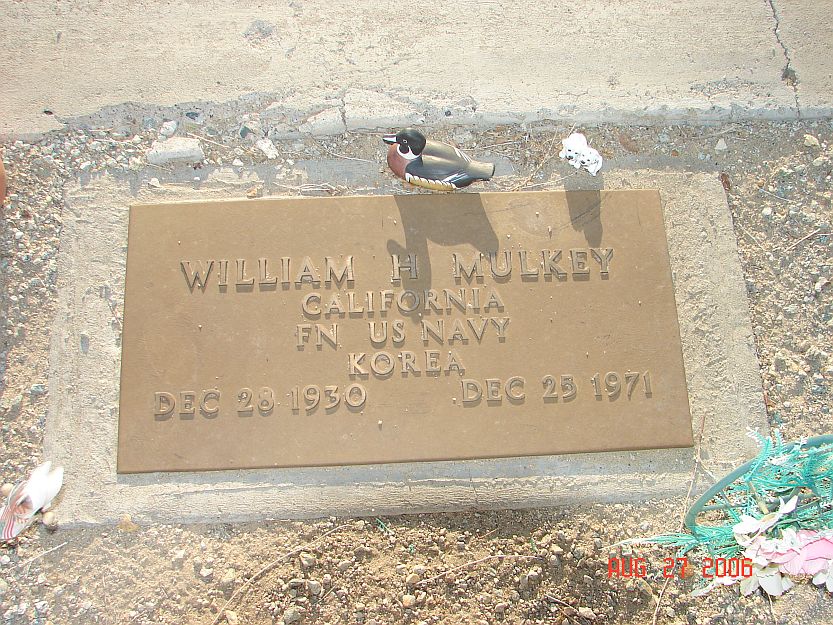 WILLIAM H MULKEY
CALIFORNIA
FN US NAVY
KOREA
DEC 28 1930 DEC 25 1971
AUG 27 2006